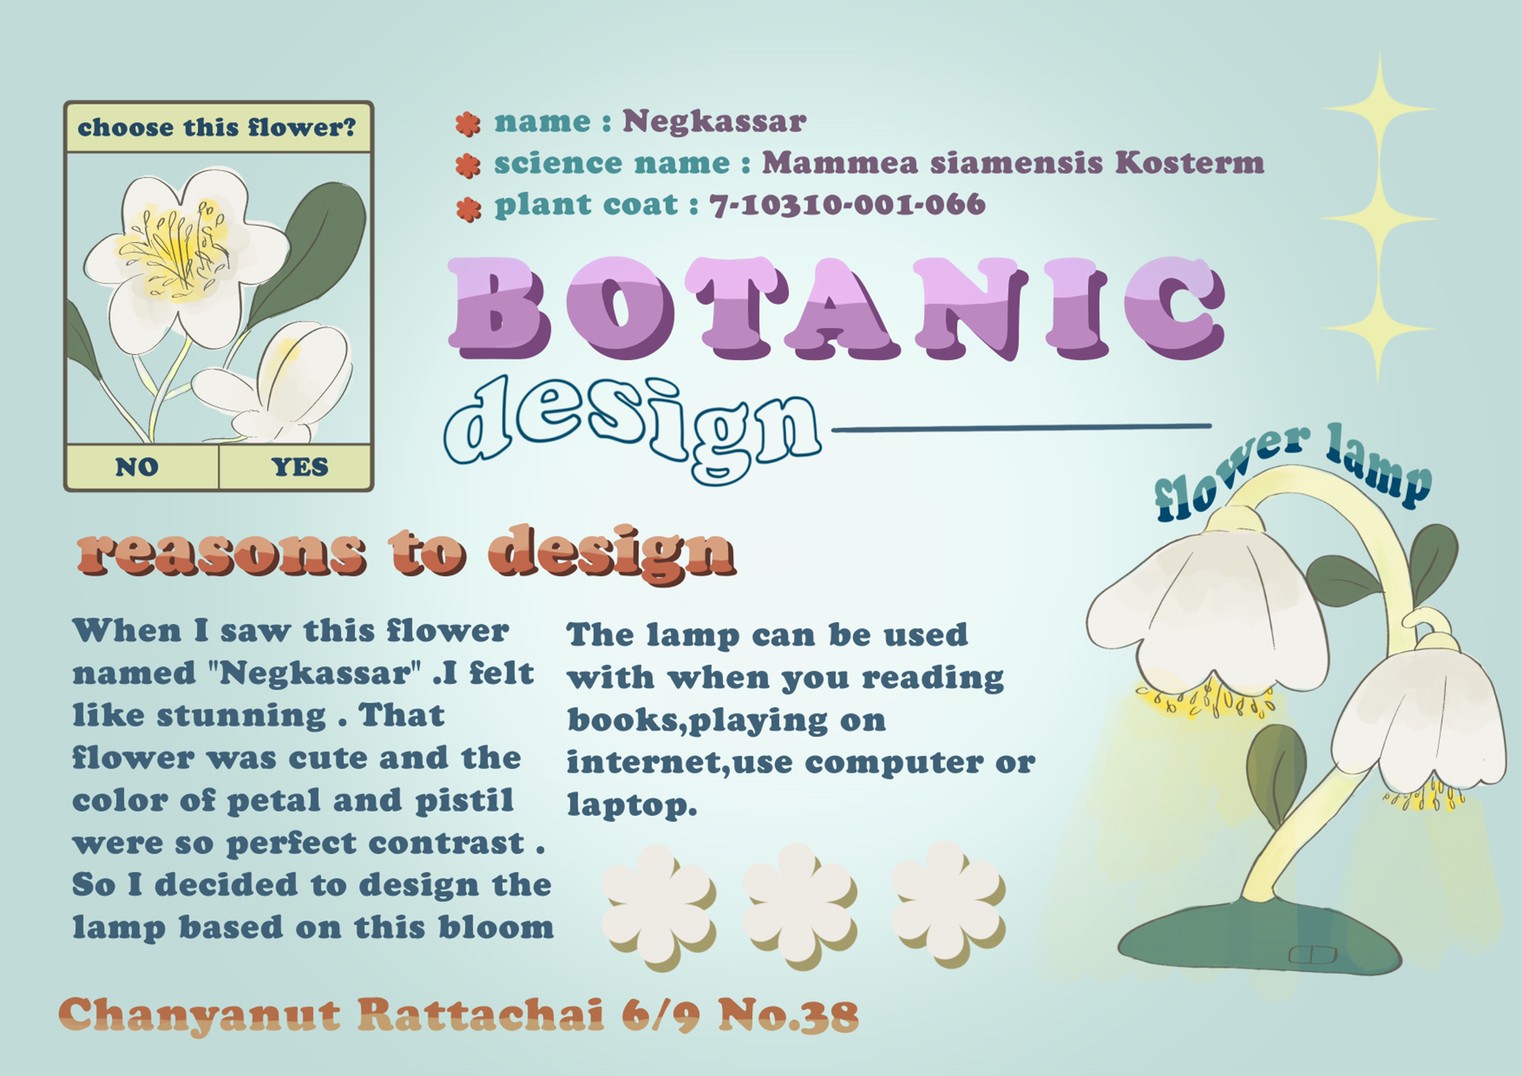 choose this flower?
NO YES
name : Negkassar
science name : Mammea siamensis Kosterm
plant coat : 7-10310-001-066
BOTANIC
design
flower lamp
reasons to design
When I saw this flower
named "Negkassar" .I felt
like stunning . That
flower was cute and the
color of petal and pistil
were so perfect contrast .
So I decided to design the
lamp based on this bloom
The lamp can be used
with when you reading
books,playing on
internet,use computer or
laptop.
Chanyanut Rattachai 6/9 No.38